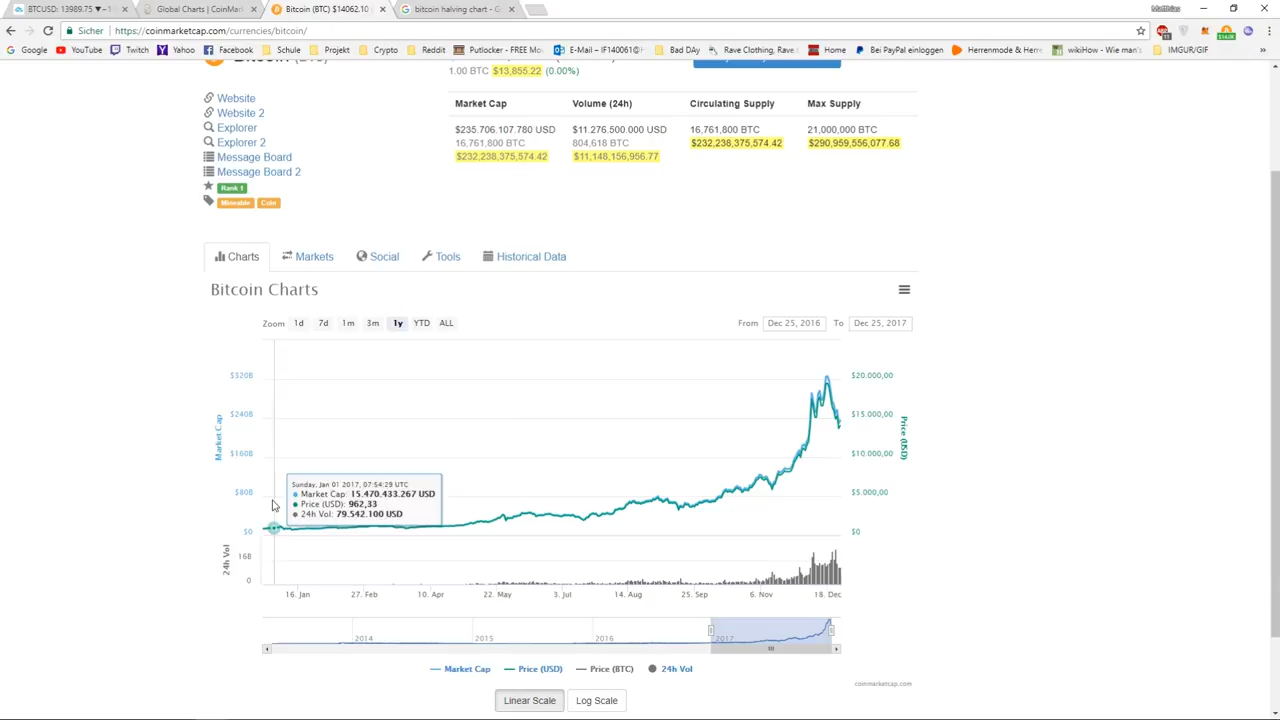 BTCUSD: 13989.75 ▼−1
Global Charts | CoinMar
Bitcoin (BTC) $14062,10
bitcoin halving chart - G
Matthias
Sicher
https://coinmarketcap.com/currencies/bitcoin/
Google YouTube Twitch Yahoo Facebook Schule Projekt Crypto Reddit Outlocker - FREE Mov E-Mail – IF140061@H Bad DAy Rave Clothing, Rave Home Bei PayPal einloggen Herrenmode & Herre wikiHow - Wie man's IMGUR/GIF
1.00 BTC $13,855.22 (0.00%)
Website
Website 2
Explorer
Explorer 2
Message Board
Message Board 2
Rank 1
Mineable Coin
Market Cap Volume (24h) Circulating Supply Max Supply
$235.706.107.780 USD $11.276.500.000 USD 16,761,800 BTC 21,000,000 BTC
16,761,800 BTC 804,618 BTC $232,238,375,574.42 $290,959,556,077.68
$232,238,375,574.42 $11,148,156,956.77
Charts Markets Social Tools Historical Data
Bitcoin Charts
Zoom 1d 7d 1m 3m 1y YTD ALL From Dec 25, 2016 To Dec 25, 2017
$320B $20.000,00
$240B $15.000,00
Market Cap
Price (USD)
$160B $10.000,00
$80B $5.000,00
$0 $0
Sunday, Jan 01 2017, 07:54:29 UTC
Market Cap: 15.470.433.267 USD
Price (USD): 962,33
24h Vol: 79.542.100 USD
24h Vol
16B
0
16. Jan 27. Feb 10. Apr 22. May 3. Jul 14. Aug 25. Sep 6. Nov 18. Dec
2014 2015 2016 2017
Market Cap Price (USD) Price (BTC) 24h Vol
coinmarketcap.com
Linear Scale Log Scale